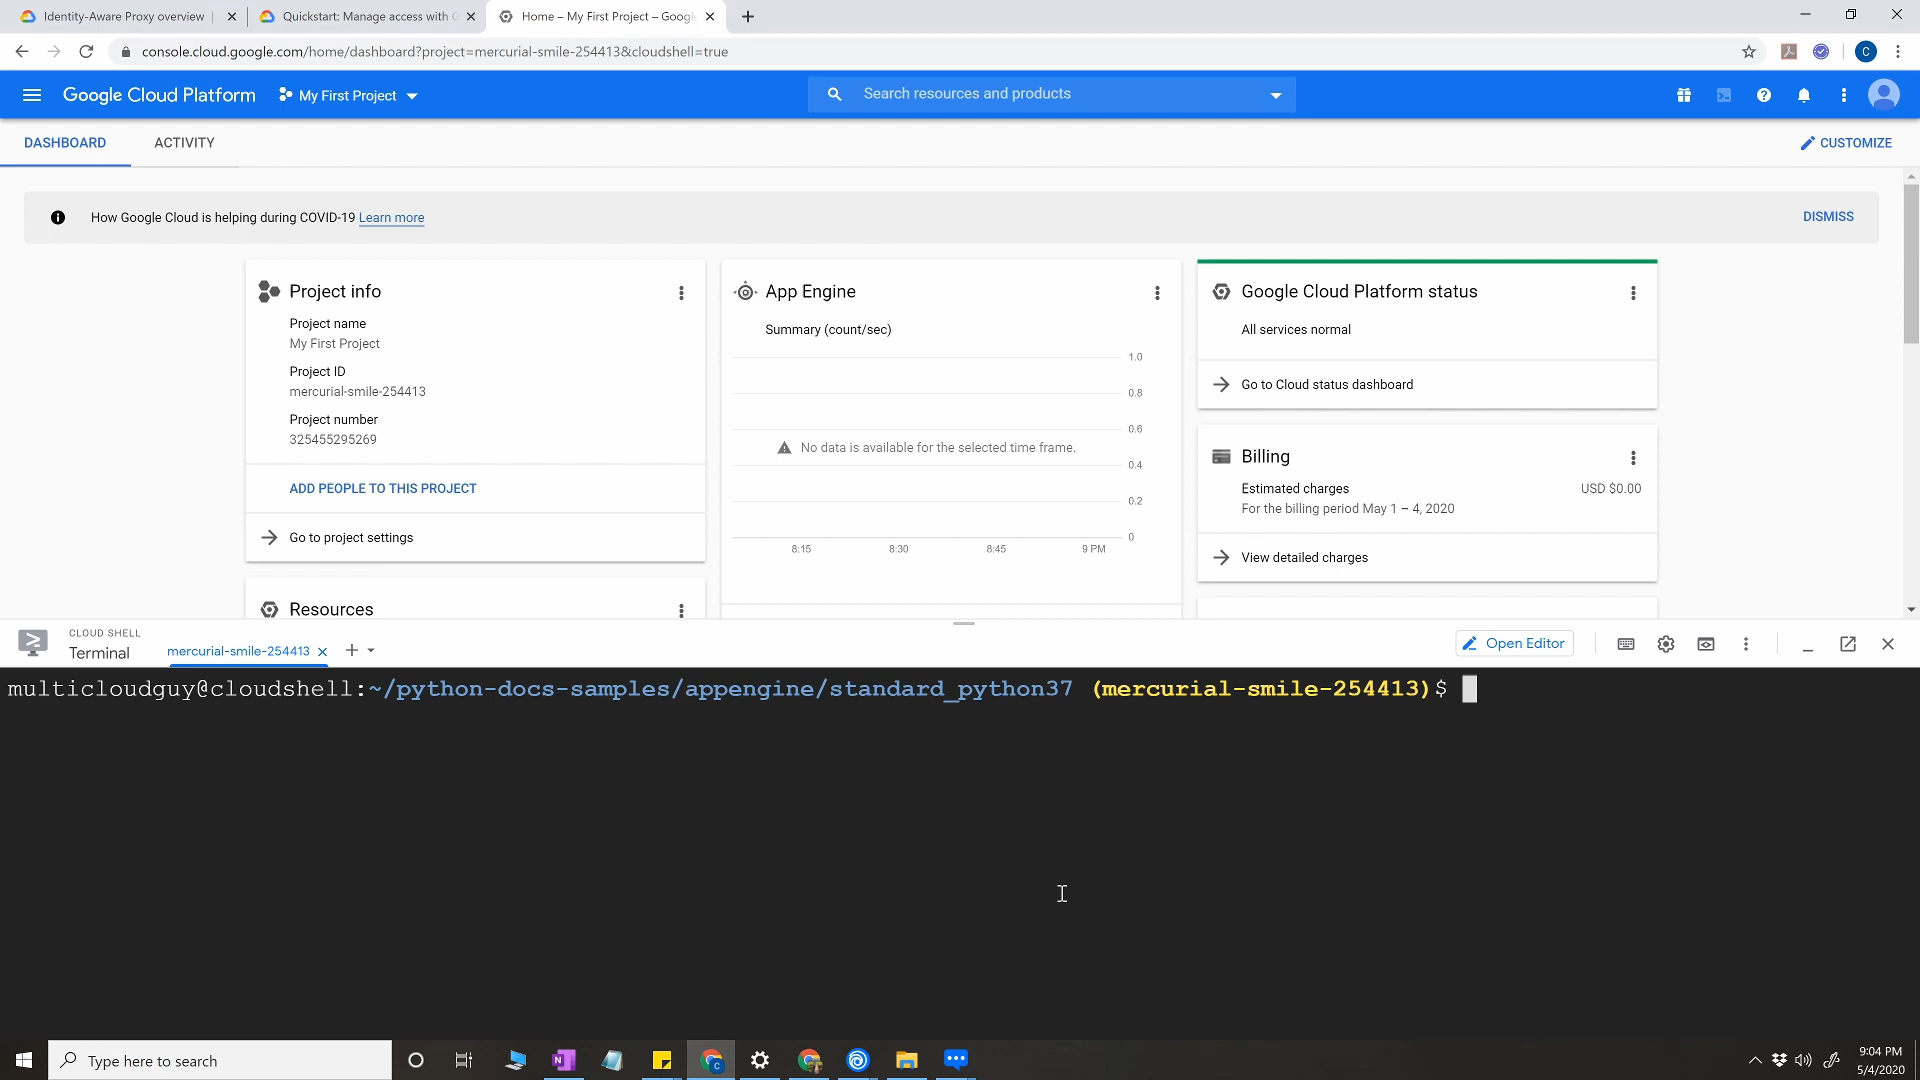 Identity-Aware Proxy overview
Quickstart: Manage access with G
Home – My First Project – Googl
console.cloud.google.com/home/dashboard?project=mercurial-smile-254413&cloudshell=true
C
Google Cloud Platform
My First Project
Search resources and products
DASHBOARD
ACTIVITY
CUSTOMIZE
How Google Cloud is helping during COVID-19 Learn more
DISMISS
Project info
Project name
My First Project
Project ID
mercurial-smile-254413
Project number
325455295269
ADD PEOPLE TO THIS PROJECT
Go to project settings
Resources
App Engine
Summary (count/sec)
1.0
0.8
0.6
No data is available for the selected time frame.
0.4
0.2
0
8:15 8:30 8:45 9 PM
Google Cloud Platform status
All services normal
Go to Cloud status dashboard
Billing
Estimated charges USD $0.00
For the billing period May 1 – 4, 2020
View detailed charges
CLOUD SHELL
Terminal
mercurial-smile-254413
Open Editor
multicloudguy@cloudshell:~/python-docs-samples/appengine/standard_python37 (mercurial-smile-254413)$
Type here to search
9:04 PM
5/4/2020